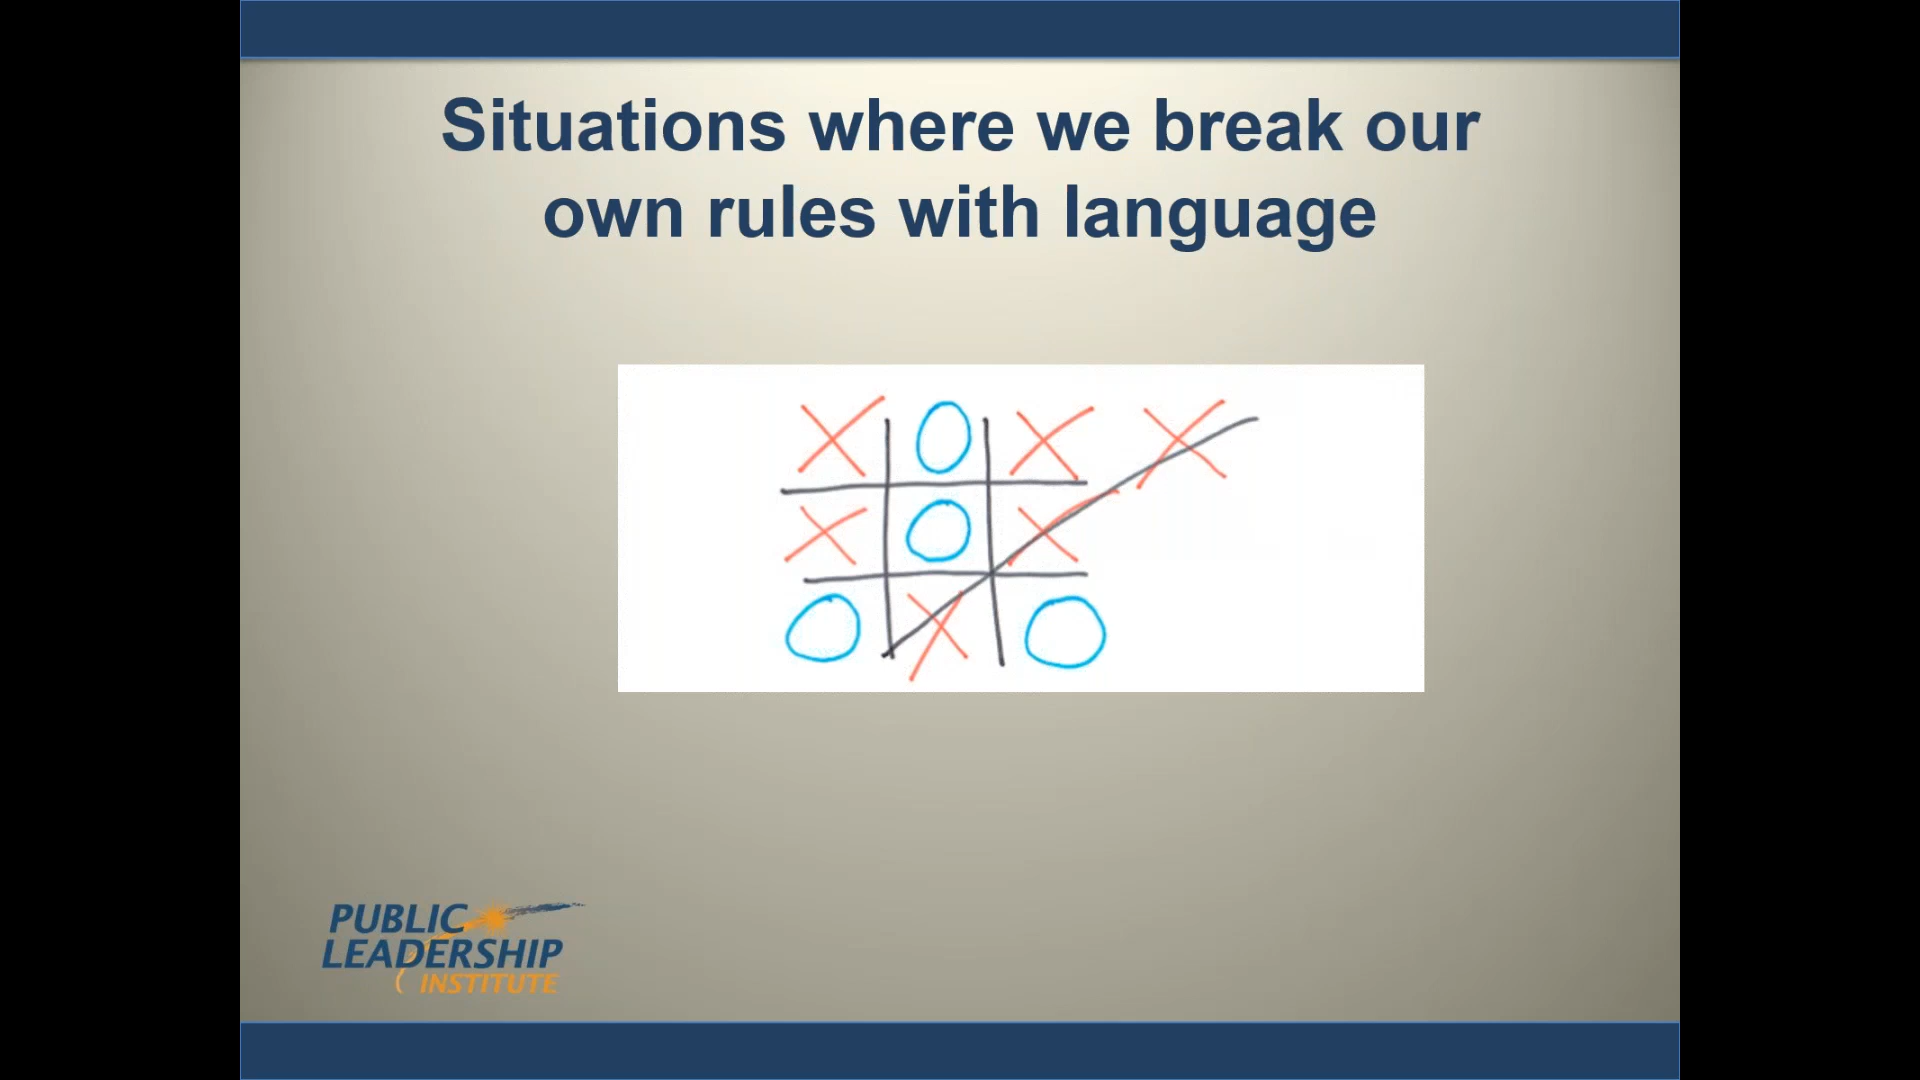 Situations where we break our
own rules with language
X O X X
X O X
O X O
PUBLIC
LEADERSHIP
INSTITUTE